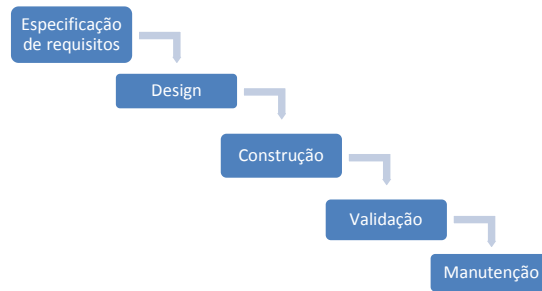 Especificação
de requisitos
Design
Construção
Validação
Manutenção